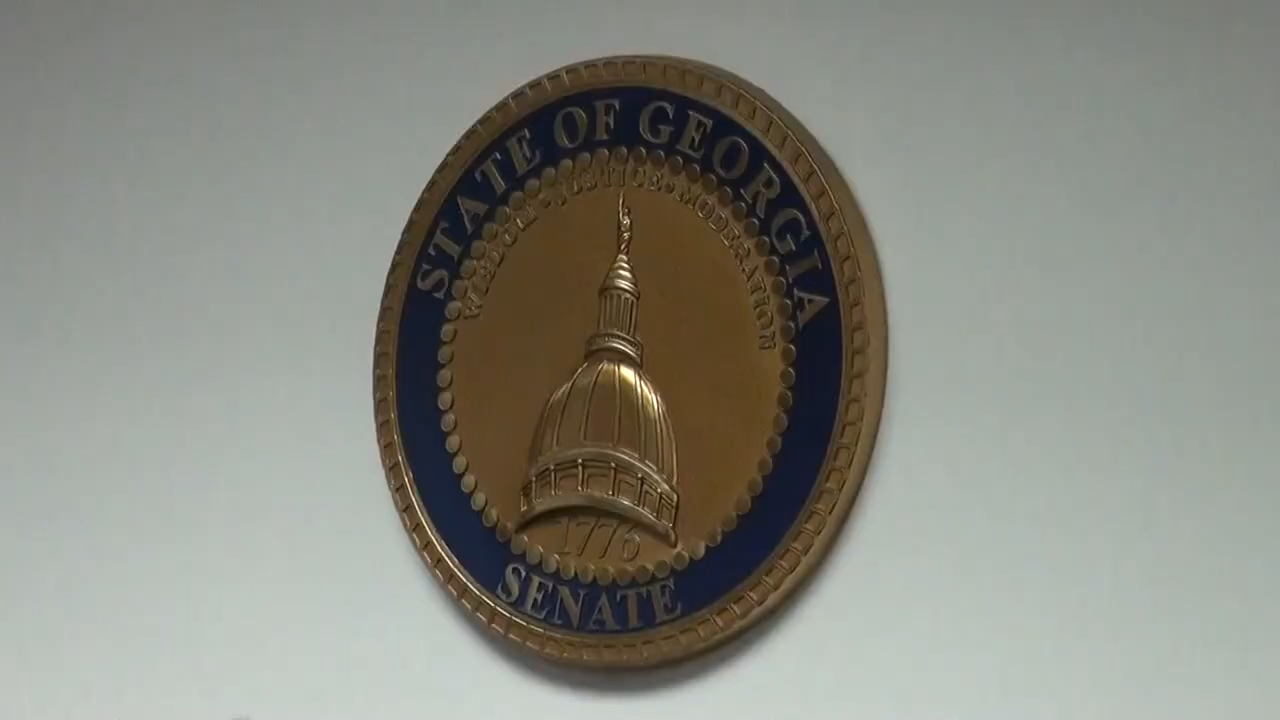 STATE OF GEORGIA
WISDOM · JUSTICE · MODERATION
1776
SENATE